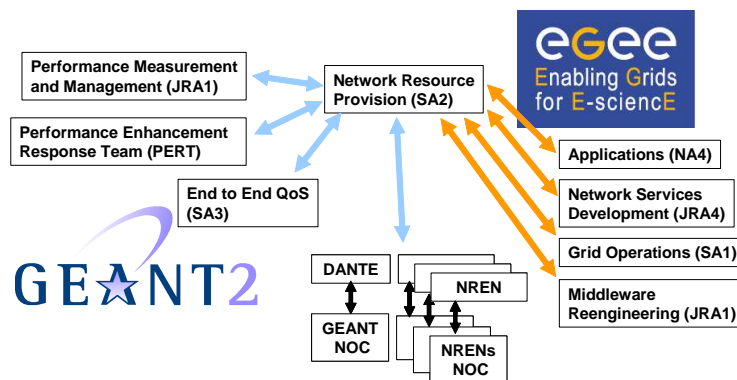 Performance Measurement
and Management (JRA1)
Network Resource
Provision (SA2)
eGee
Enabling Grids
for E-sciencE
Performance Enhancement
Response Team (PERT)
Applications (NA4)
End to End QoS
(SA3)
Network Services
Development (JRA4)
Grid Operations (SA1)
GEANT2
DANTE
NREN
Middleware
Reengineering (JRA1)
GEANT
NOC
NRENs
NOC